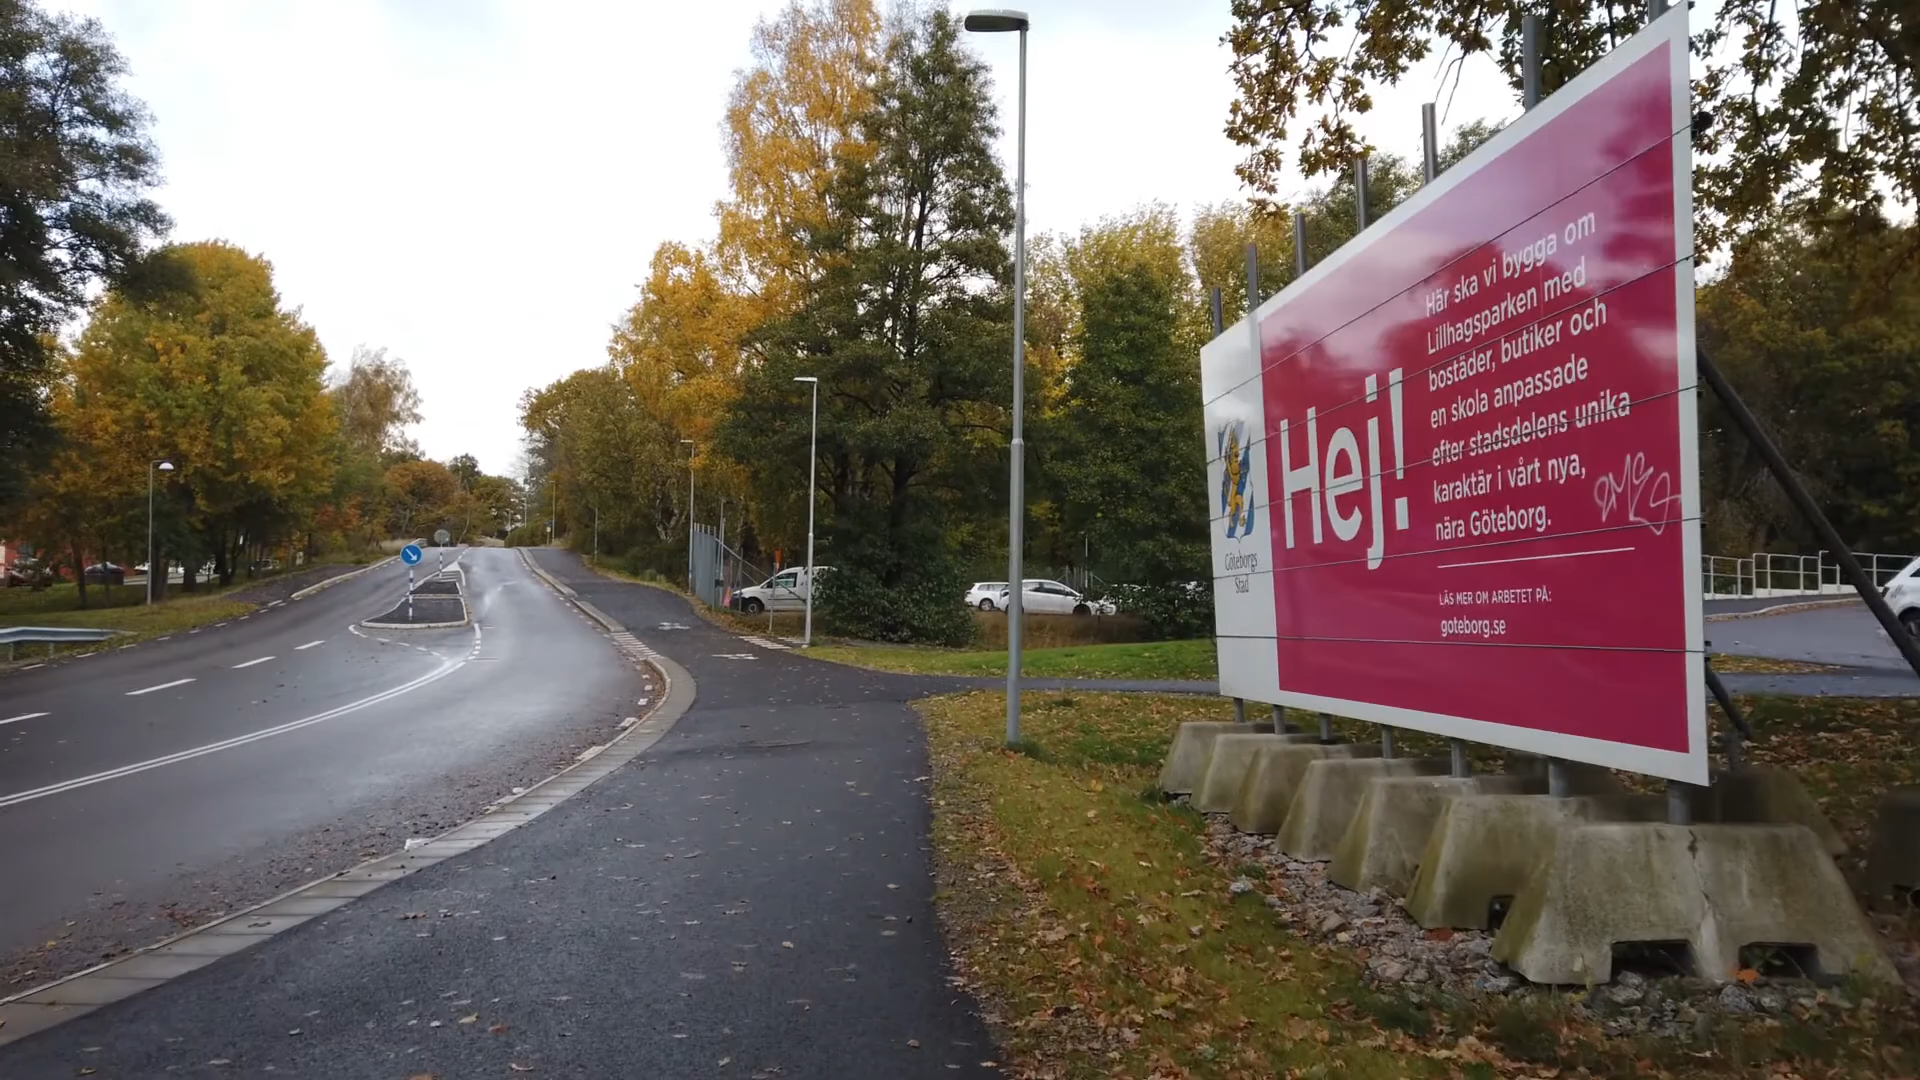 Göteborgs
Stad
Hej!
Här ska vi bygga om
Lillhagsparken med
bostäder, butiker och
en skola anpassade
efter stadsdelens unika
karaktär i vårt nya,
nära Göteborg.
LÄS MER OM ARBETET PÅ:
goteborg.se